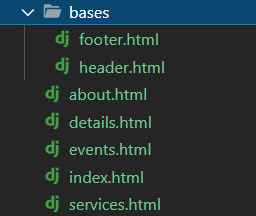 bases
dj footer.html
dj header.html
dj about.html
dj details.html
dj events.html
dj index.html
dj services.html